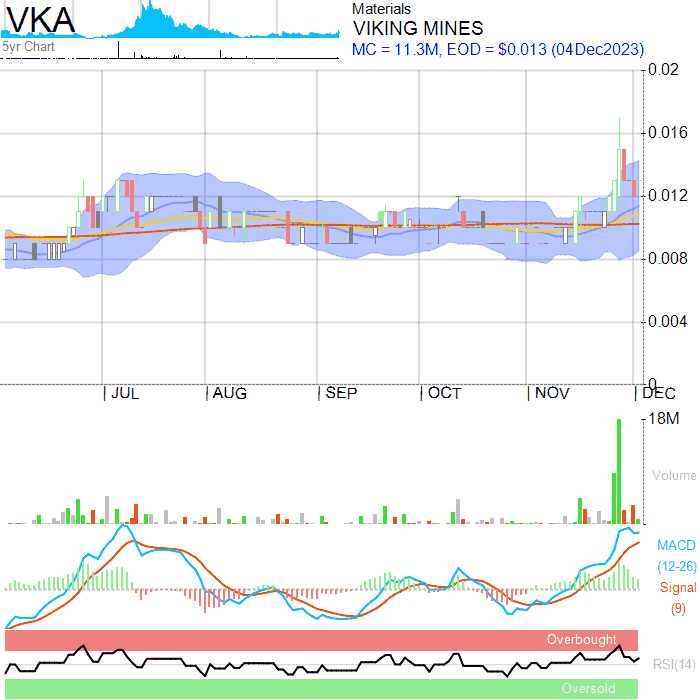 VKA
5yr Chart
Materials
VIKING MINES
MC = 11.3M, EOD = $0.013 (04Dec2023)
0.02
0.016
0.012
0.008
0.004
0
JUL AUG SEP OCT NOV DEC
18M
Volume
MACD
(12-26)
Signal
(9)
Overbought
RSI(14)
Oversold